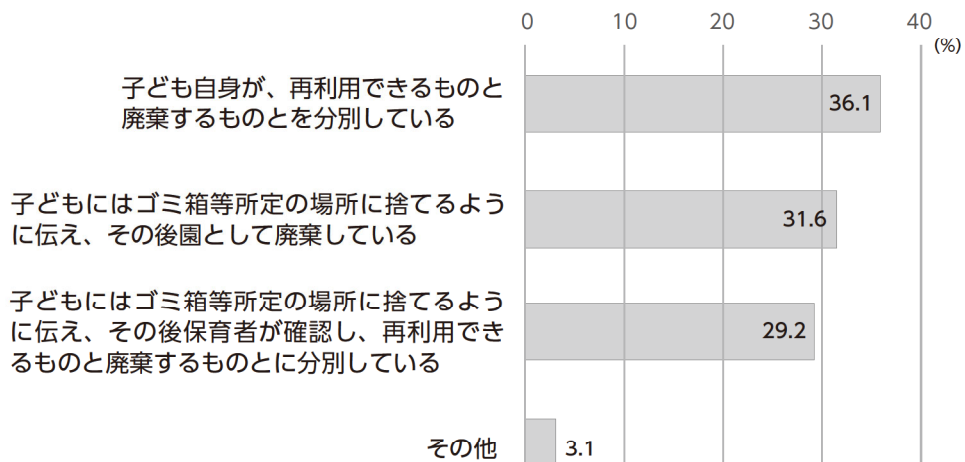 0 10 20 30 40
(%)
子ども自身が、再利用できるものと
廃棄するものとを分別している
36.1
子どもにはゴミ箱等所定の場所に捨てるよう
に伝え、その後園として廃棄している
31.6
子どもにはゴミ箱等所定の場所に捨てるよう
に伝え、その後保育者が確認し、再利用でき
るものと廃棄するものとに分別している
29.2
その他
3.1